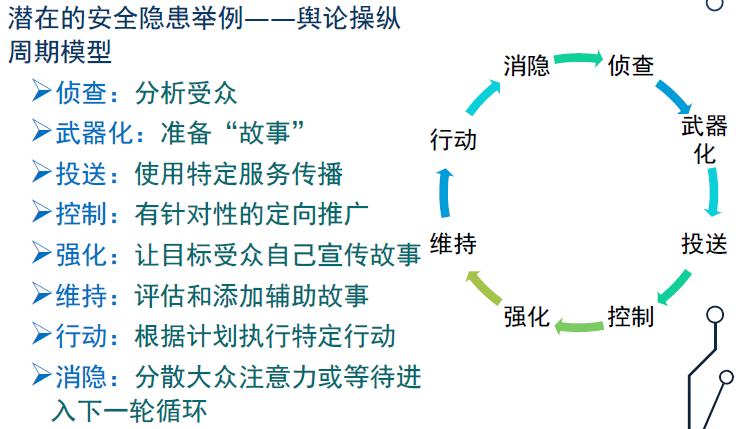 潜在的安全隐患举例——舆论操纵
周期模型
侦查：分析受众
武器化：准备“故事”
投送：使用特定服务传播
控制：有针对性的定向推广
强化：让目标受众自己宣传故事
维持：评估和添加辅助故事
行动：根据计划执行特定行动
消隐：分散大众注意力或等待进
入下一轮循环
消隐
侦查
武器
化
投送
控制
强化
维持
行动